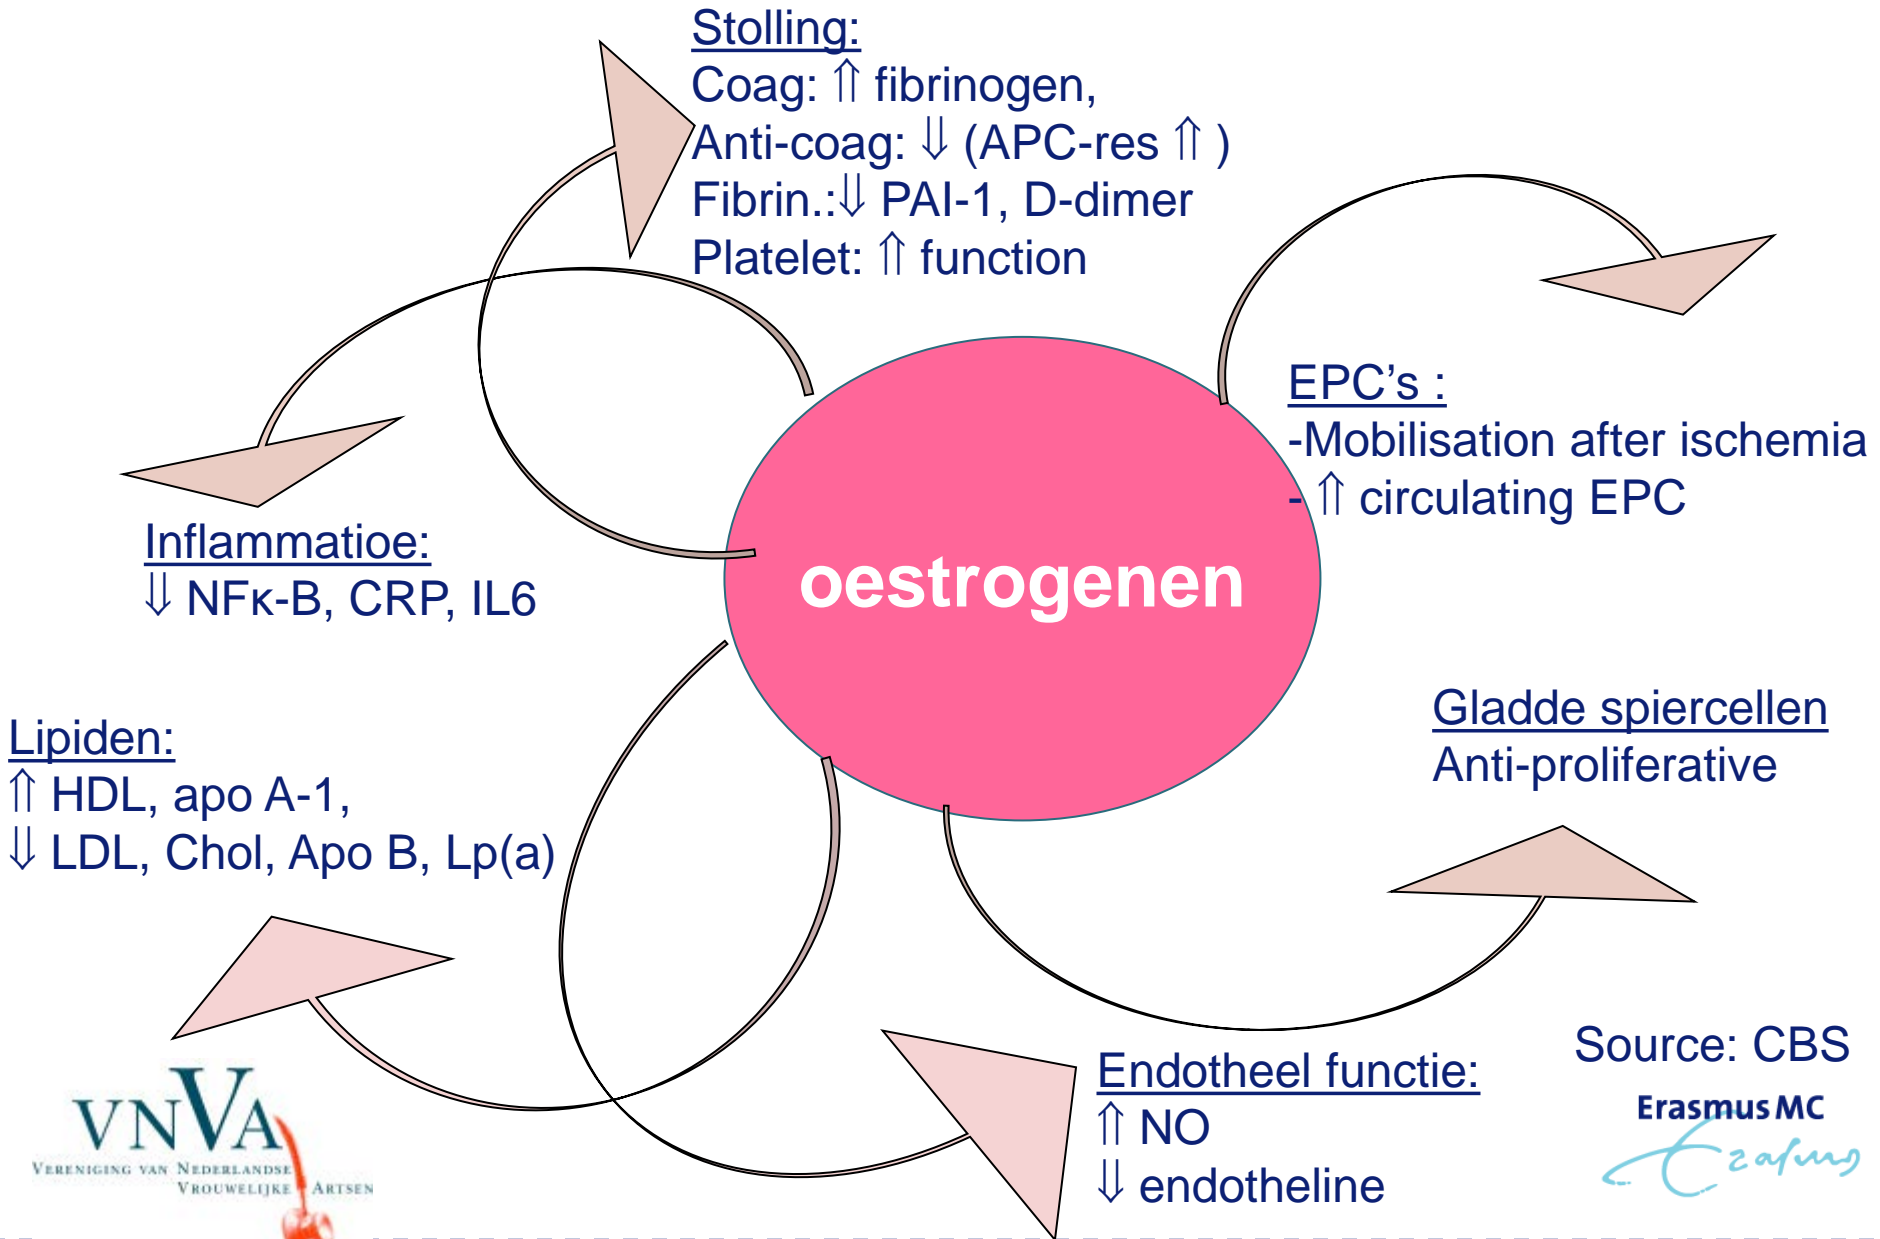 Stolling:
Coag: ⇑ fibrinogen,
Anti-coag: ⇓ (APC-res ⇑ )
Fibrin.:⇓ PAI-1, D-dimer
Platelet: ⇑ function
EPC’s :
-Mobilisation after ischemia
- ⇑ circulating EPC
Inflammatioe:
⇓ NFκ-B, CRP, IL6
oestrogenen
Lipiden:
⇑ HDL, apo A-1,
⇓ LDL, Chol, Apo B, Lp(a)
Gladde spiercellen
Anti-proliferative
Endotheel functie:
⇑ NO
⇓ endotheline
Source: CBS
Erasmus MC
Erasmus
VNVA
VERENIGING VAN NEDERLANDSE
VROUWELIJKE ARTSEN